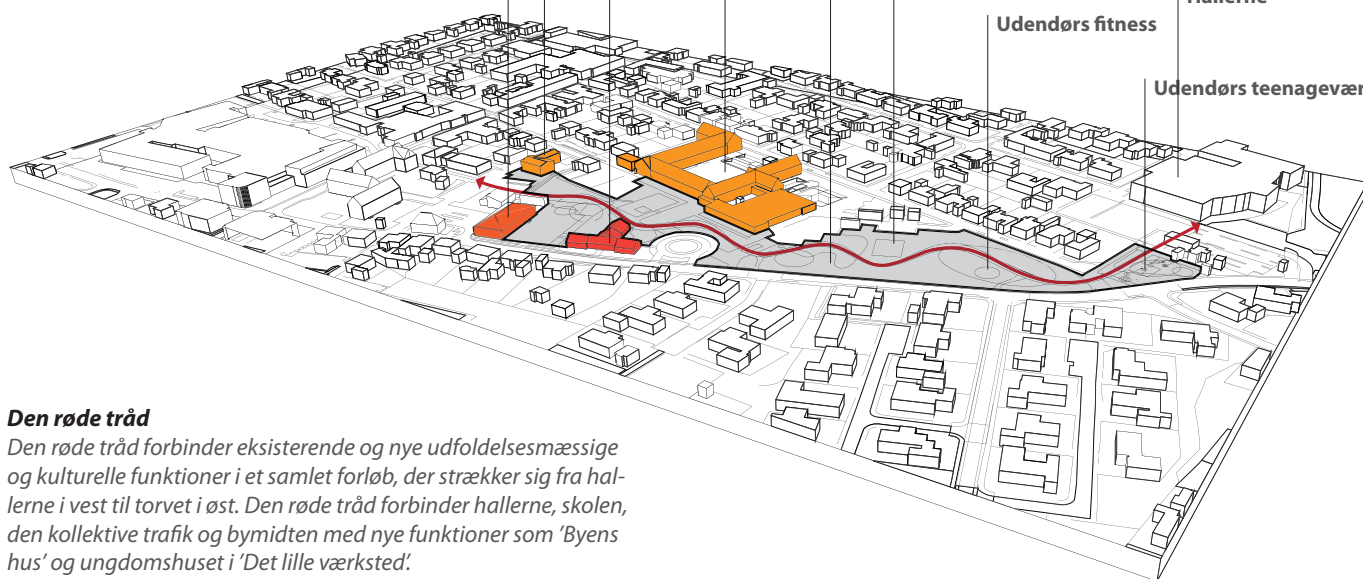 Hallerne
Udendørs fitness
Udendørs teenagevær
Den røde tråd
Den røde tråd forbinder eksisterende og nye udfoldelsesmæssige
og kulturelle funktioner i et samlet forløb, der strækker sig fra hal-
lerne i vest til torvet i øst. Den røde tråd forbinder hallerne, skolen,
den kollektive trafik og bymidten med nye funktioner som ’Byens
hus’ og ungdomshuset i ’Det lille værksted’.